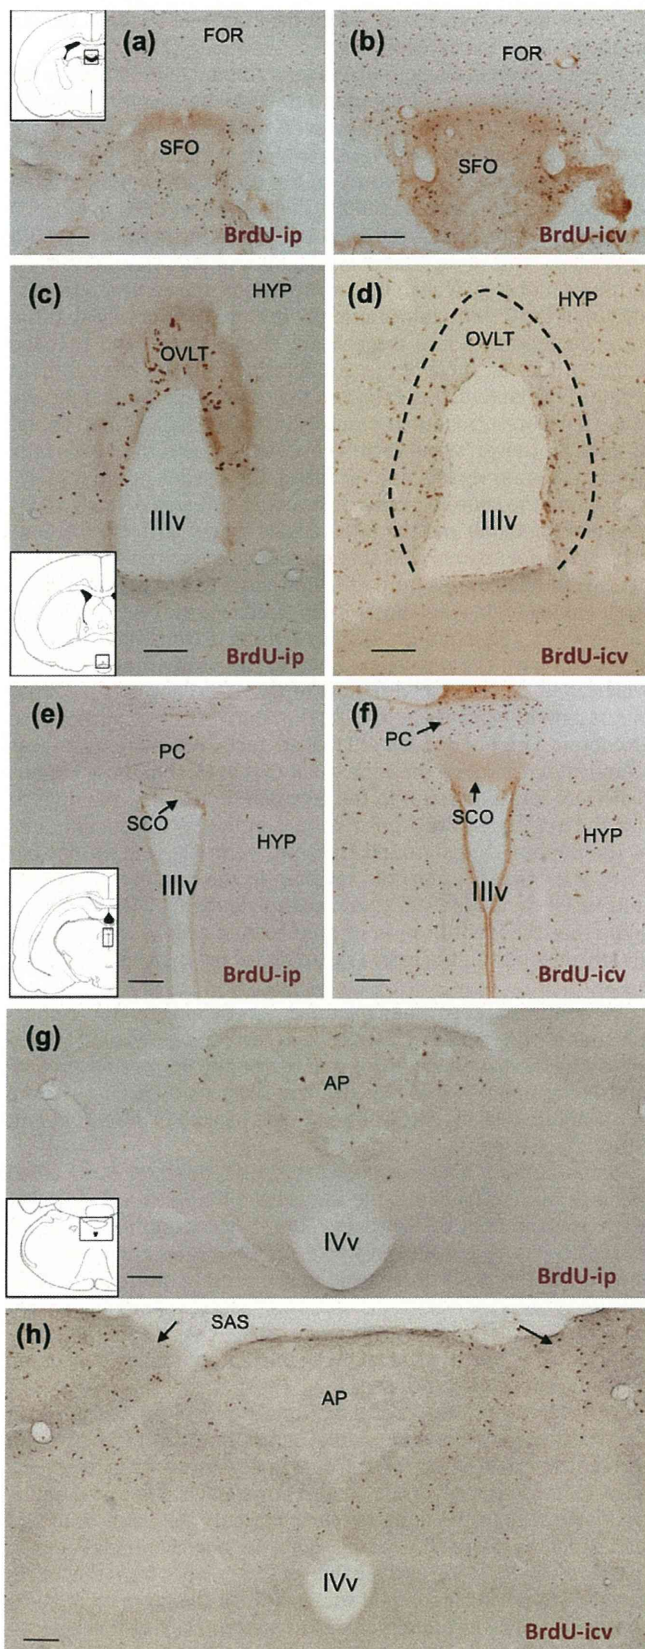 (a)
FOR
SFO
BrdU-ip
(b)
FOR
SFO
BrdU-icv
(c)
HYP
OVLT
IIIv
BrdU-ip
(d)
HYP
OVLT
IIIv
BrdU-icv
(e)
PC
SCO
HYP
IIIv
BrdU-ip
(f)
PC
SCO
HYP
IIIv
BrdU-icv
(g)
AP
IVv
BrdU-ip
(h)
SAS
AP
IVv
BrdU-icv